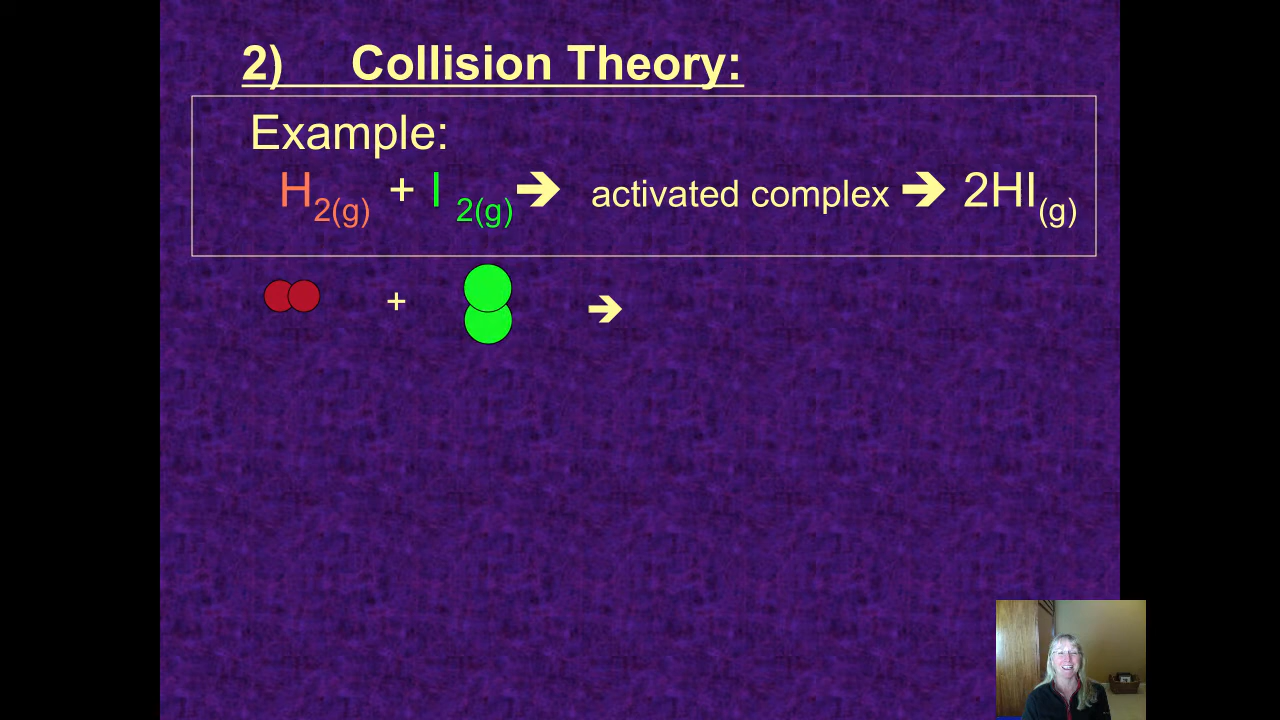 2) Collision Theory:
Example:
H2(g) + I 2(g)➔ activated complex ➔ 2HI(g)
+ ➔